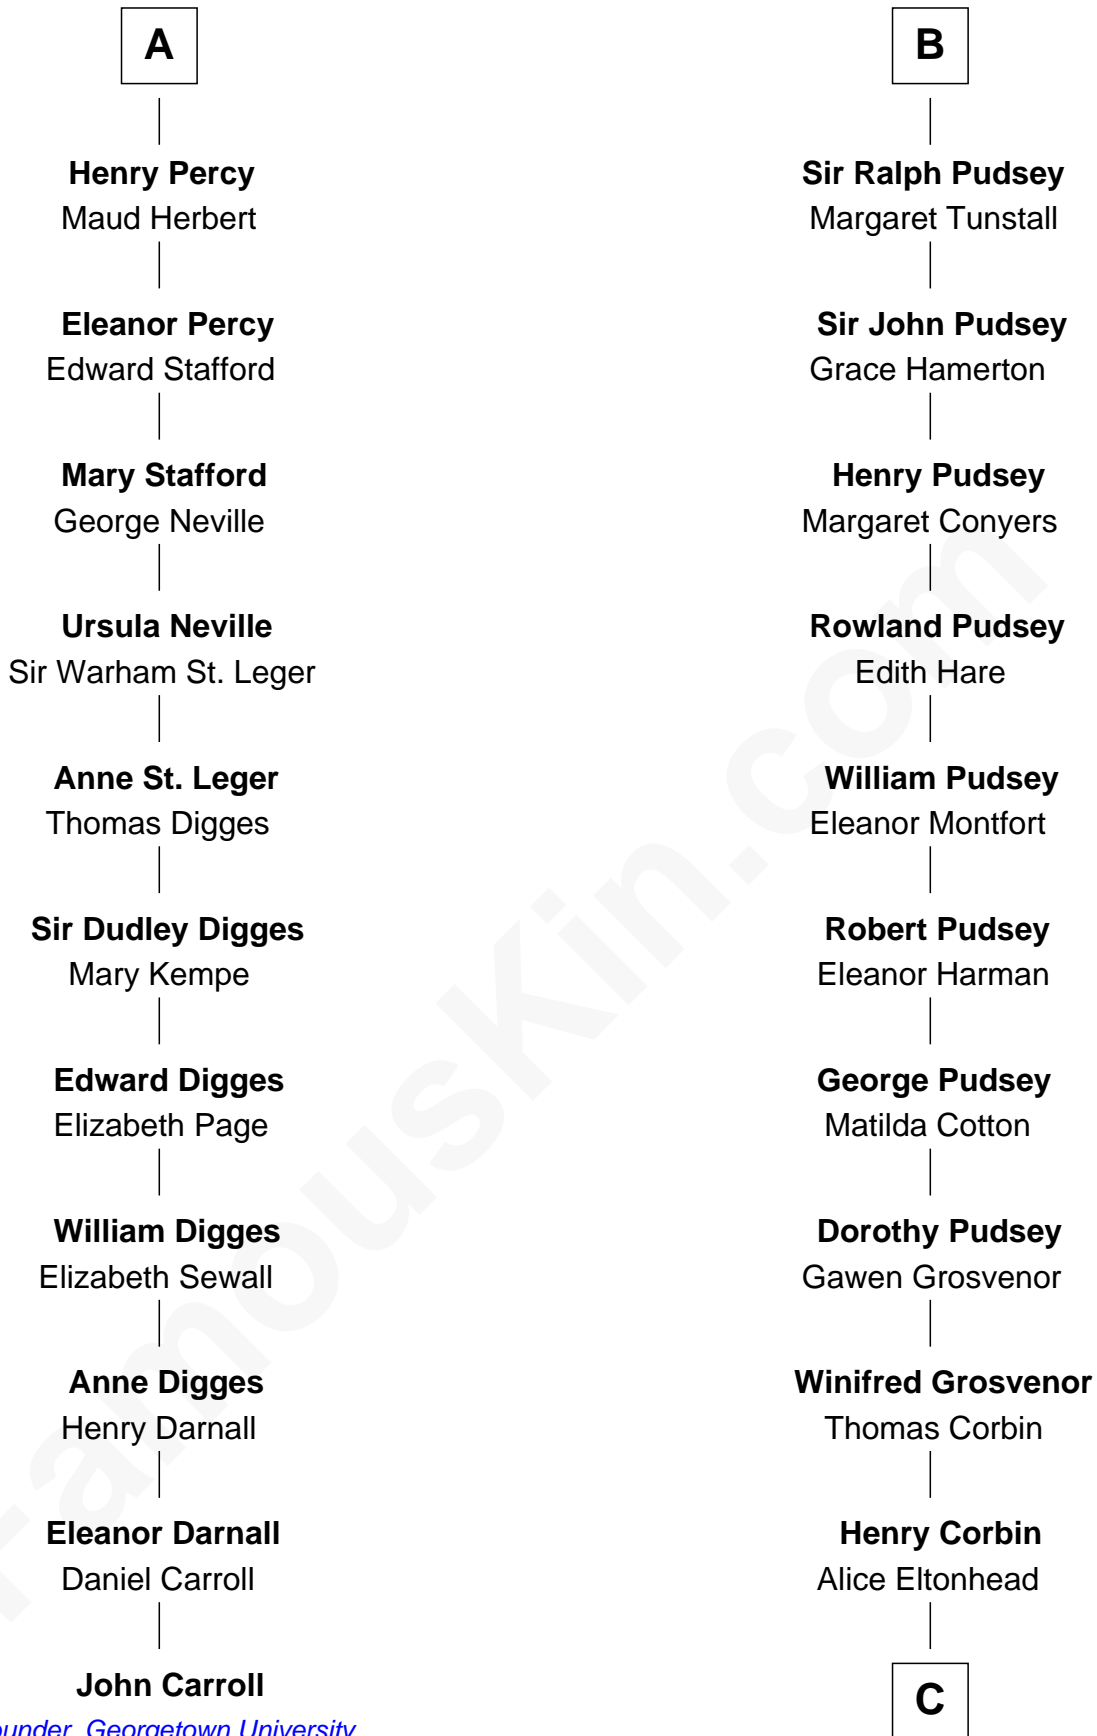 A
Henry Percy
Maud Herbert
Eleanor Percy
Edward Stafford
Mary Stafford
George Neville
Ursula Neville
Sir Warham St. Leger
Anne St. Leger
Thomas Digges
Sir Dudley Digges
Mary Kempe
Edward Digges
Elizabeth Page
William Digges
Elizabeth Sewall
Anne Digges
Henry Darnall
Eleanor Darnall
Daniel Carroll
John Carroll
Georgetown University
B
Sir Ralph Pudsey
Margaret Tunstall
Sir John Pudsey
Grace Hamerton
Henry Pudsey
Margaret Conyers
Rowland Pudsey
Edith Hare
William Pudsey
Eleanor Montfort
Robert Pudsey
Eleanor Harman
George Pudsey
Matilda Cotton
Dorothy Pudsey
Gawen Grosvenor
Winifred Grosvenor
Thomas Corbin
Henry Corbin
Alice Eltonhead
C
FamousKin.com